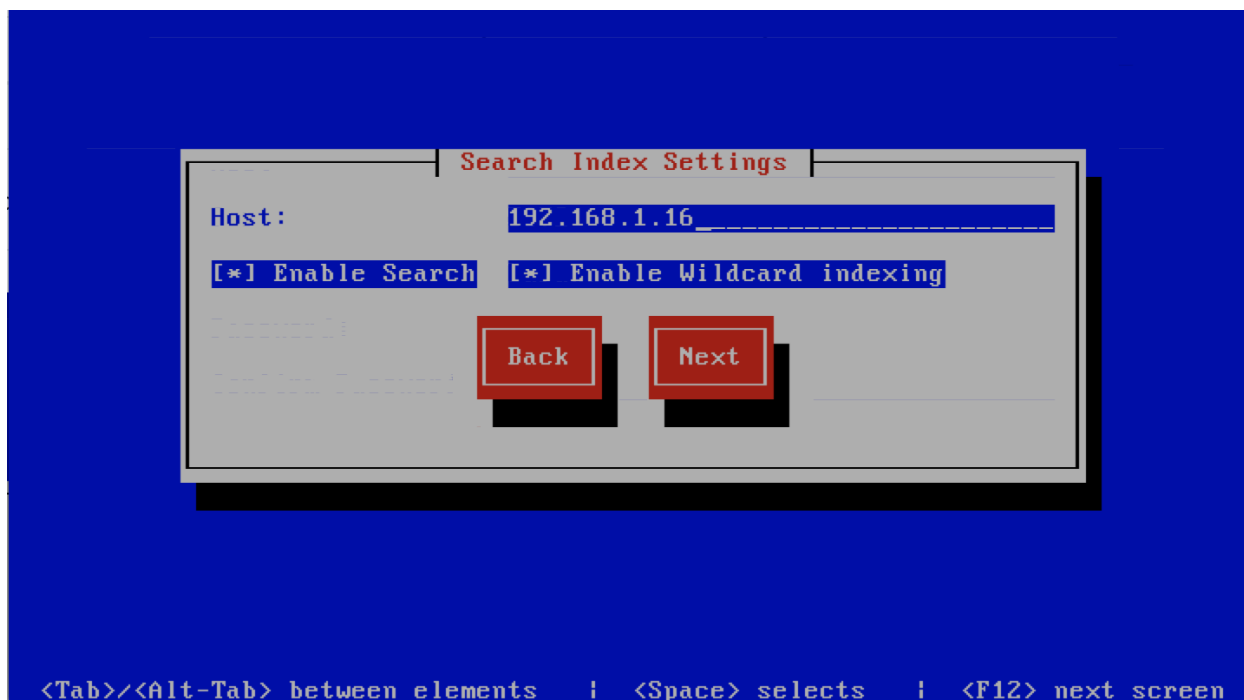 Search Index Settings
Host: 192.168.1.16
[*] Enable Search [*] Enable Wildcard indexing
Back Next
<Tab>/<Alt-Tab> between elements | <Space> selects | <F12> next screen